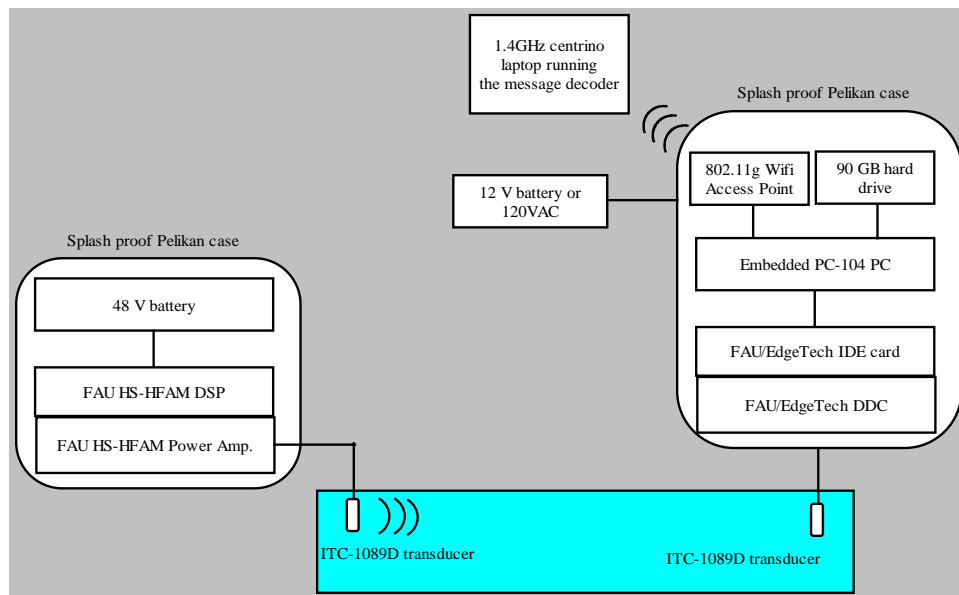 1.4GHz centrino
laptop running
the message decoder
Splash proof Pelikan case
802.11g Wifi
Access Point
90 GB hard
drive
12 V battery or
120VAC
Embedded PC-104 PC
Splash proof Pelikan case
48 V battery
FAU/EdgeTech IDE card
FAU HS-HFAM DSP
FAU/EdgeTech DDC
FAU HS-HFAM Power Amp.
ITC-1089D transducer
ITC-1089D transducer